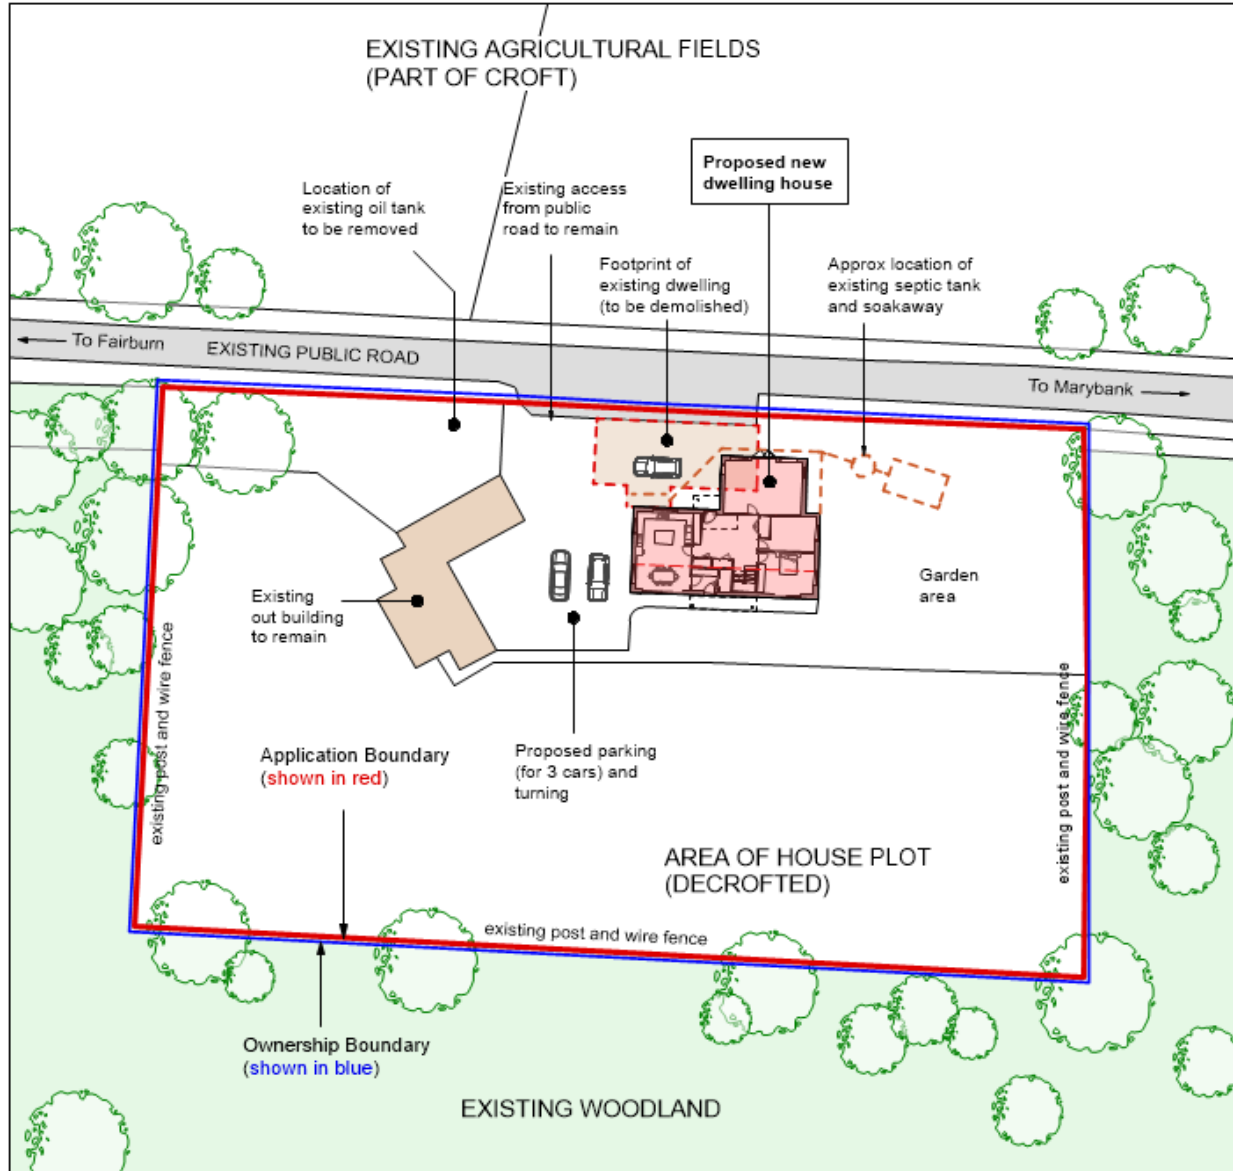 EXISTING AGRICULTURAL FIELDS
(PART OF CROFT)
Proposed new
dwelling house
Location of
existing oil tank
to be removed
Existing access
from public
road to remain
Footprint of
existing dwelling
(to be demolished)
Approx location of
existing septic tank
and soakaway
To Fairburn
EXISTING PUBLIC ROAD
To Marybank
Existing
out building
to remain
Garden
area
existing post and wire fence
existing post and wire fence
Application Boundary
(shown in red)
Proposed parking
(for 3 cars) and
turning
AREA OF HOUSE PLOT
(DECROFTED)
existing post and wire fence
Ownership Boundary
(shown in blue)
EXISTING WOODLAND